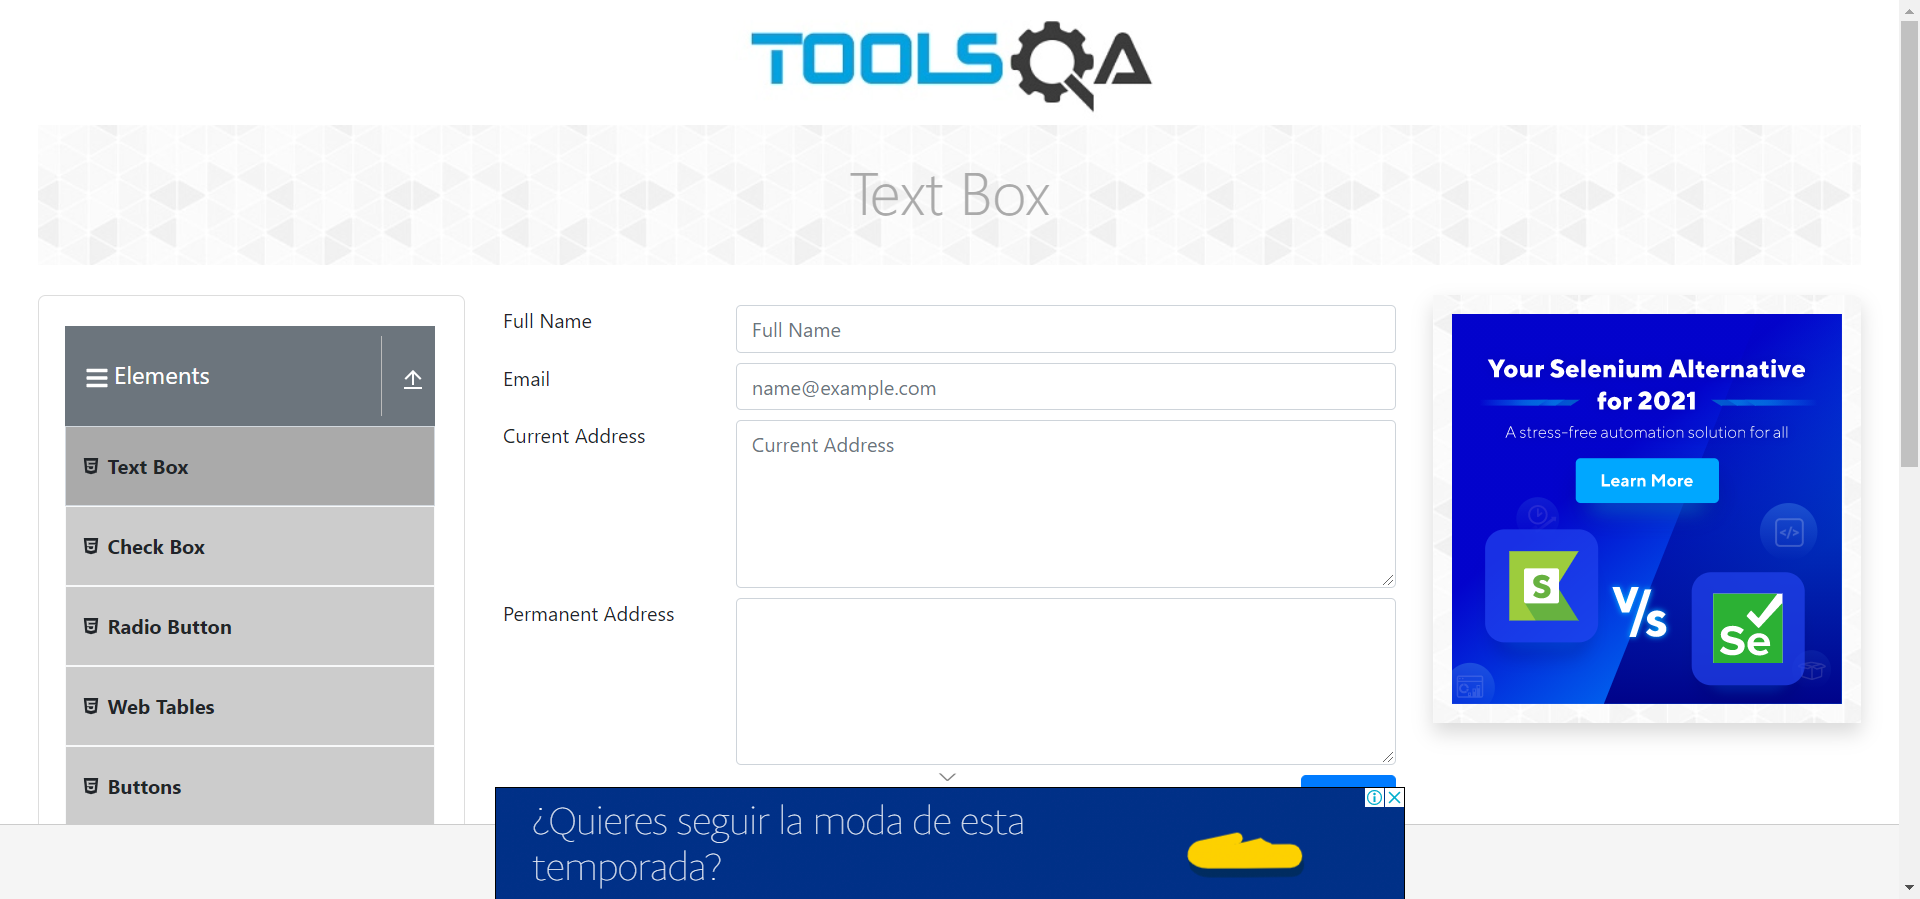 TOOLSQA
Text Box
Elements
Text Box
Check Box
Radio Button
Web Tables
Buttons
Full Name
Full Name
Email
name@example.com
Current Address
Current Address
Permanent Address
Your Selenium Alternative
for 2021
A stress-free automation solution for all
Learn More
</>
S
V/s
Se
¿Quieres seguir la moda de esta
temporada?